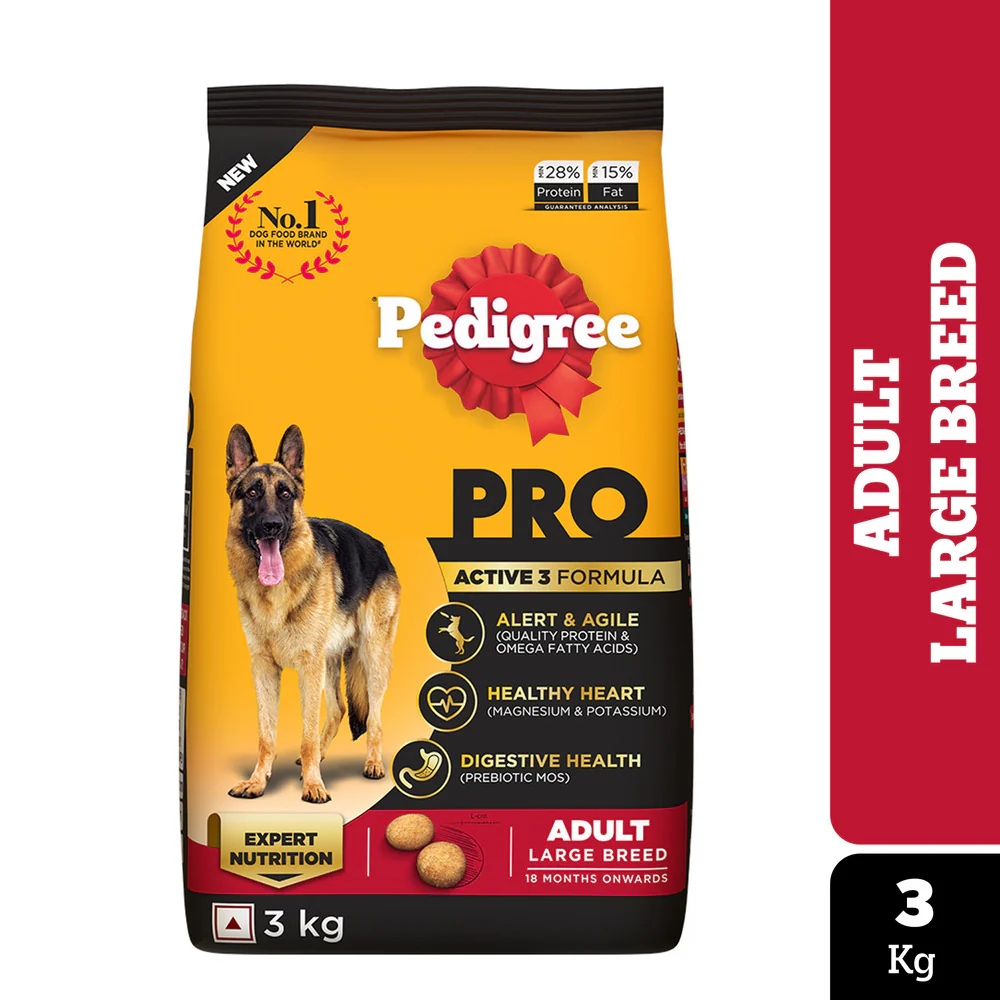 NEW
No.1
DOG FOOD BRAND
IN THE WORLD#
MIN 28% Protein
MIN 15% Fat
GUARANTEED ANALYSIS
Pedigree
PRO
ACTIVE 3 FORMULA
ALERT & AGILE
(QUALITY PROTEIN &
OMEGA FATTY ACIDS)
HEALTHY HEART
(MAGNESIUM & POTASSIUM)
DIGESTIVE HEALTH
(PREBIOTIC MOS)
EXPERT
NUTRITION
ADULT
LARGE BREED
18 MONTHS ONWARDS
3 kg
ADULT
LARGE BREED
3
Kg